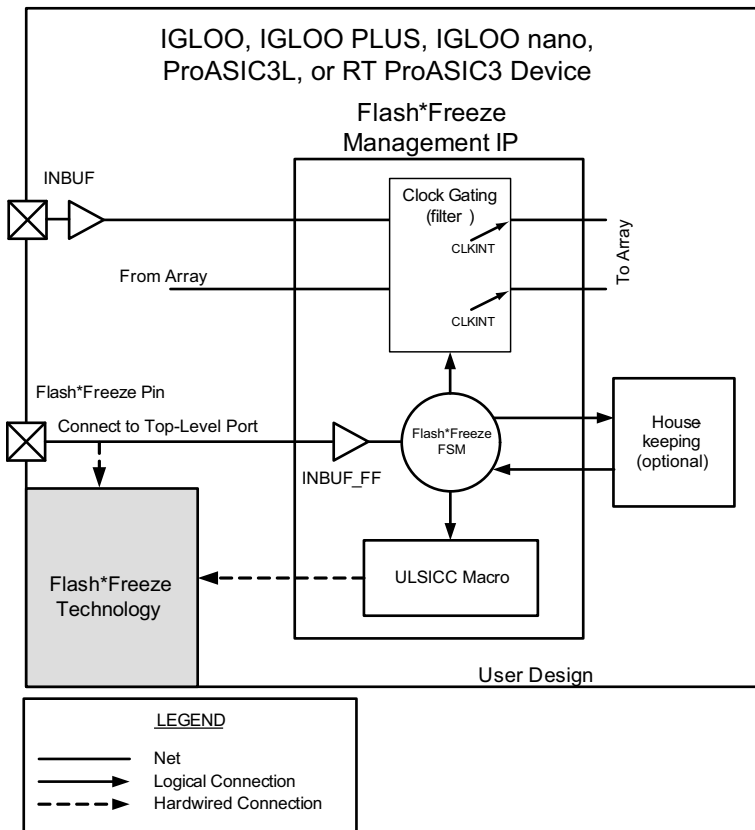 IGLOO, IGLOO PLUS, IGLOO nano,
ProASIC3L, or RT ProASIC3 Device
Flash*Freeze
Management IP
INBUF
Clock Gating
(filter )
CLKINT
To Array
From Array
CLKINT
Flash*Freeze Pin
Connect to Top-Level Port
INBUF_FF
Flash*Freeze
FSM
House
keeping
(optional)
Flash*Freeze
Technology
ULSICC Macro
User Design
LEGEND
Net
Logical Connection
Hardwired Connection